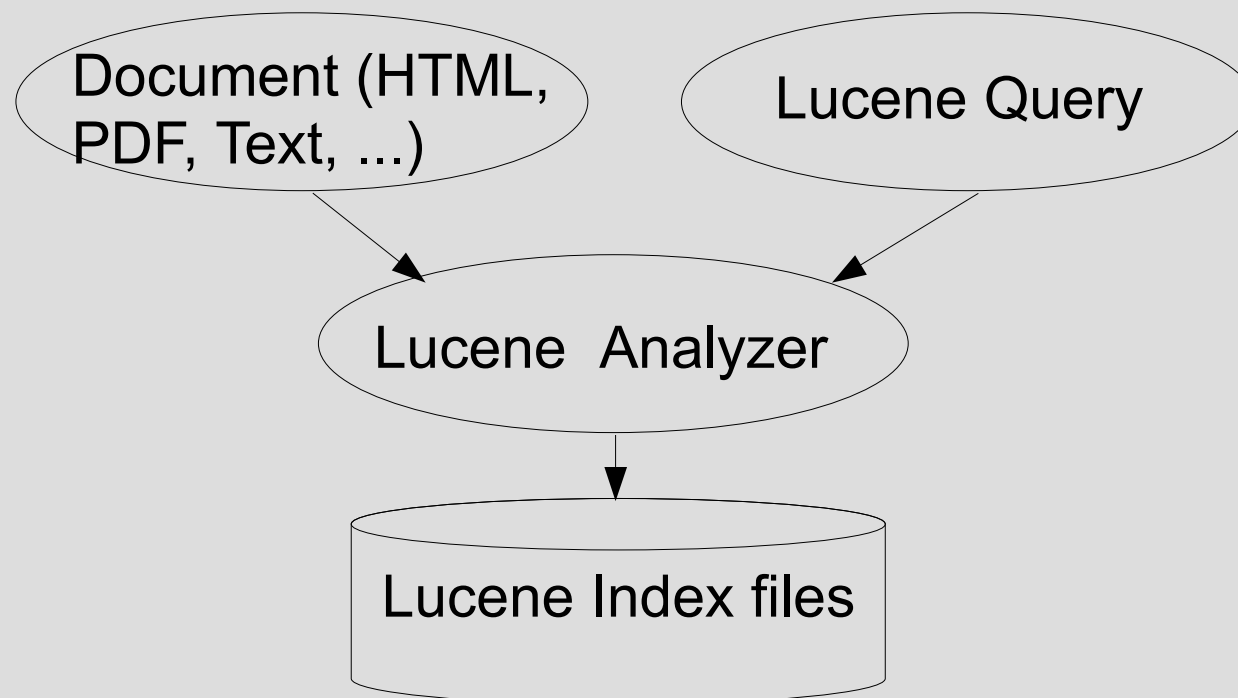 Document (HTML,
PDF, Text, ...)
Lucene Query
Lucene  Analyzer
Lucene Index files